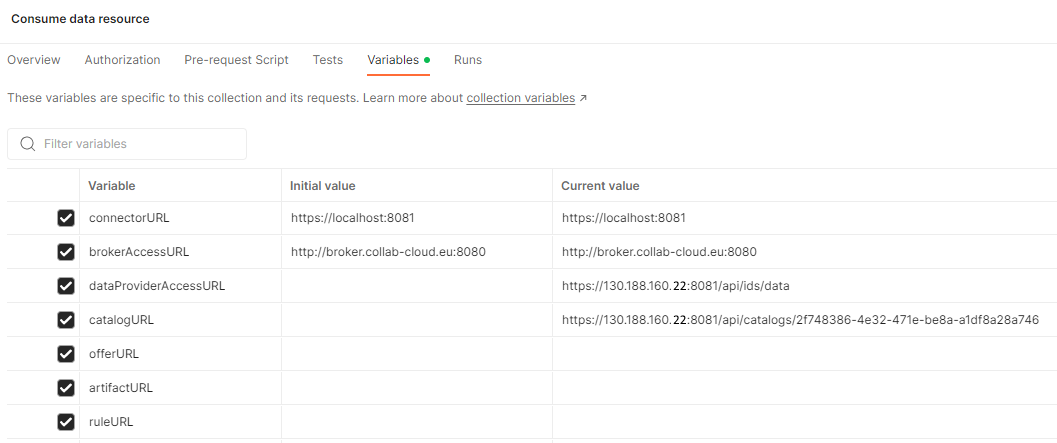 Consume data resource
Overview Authorization Pre-request Script Tests Variables Runs
These variables are specific to this collection and its requests. Learn more about collection variables ↗
Filter variables
Variable Initial value Current value
connectorURL https://localhost:8081 https://localhost:8081
brokerAccessURL http://broker.collab-cloud.eu:8080 http://broker.collab-cloud.eu:8080
dataProviderAccessURL https://130.188.160.22:8081/api/ids/data
catalogURL https://130.188.160.22:8081/api/catalogs/2f748386-4e32-471e-be8a-a1df8a28a746
offerURL
artifactURL
ruleURL